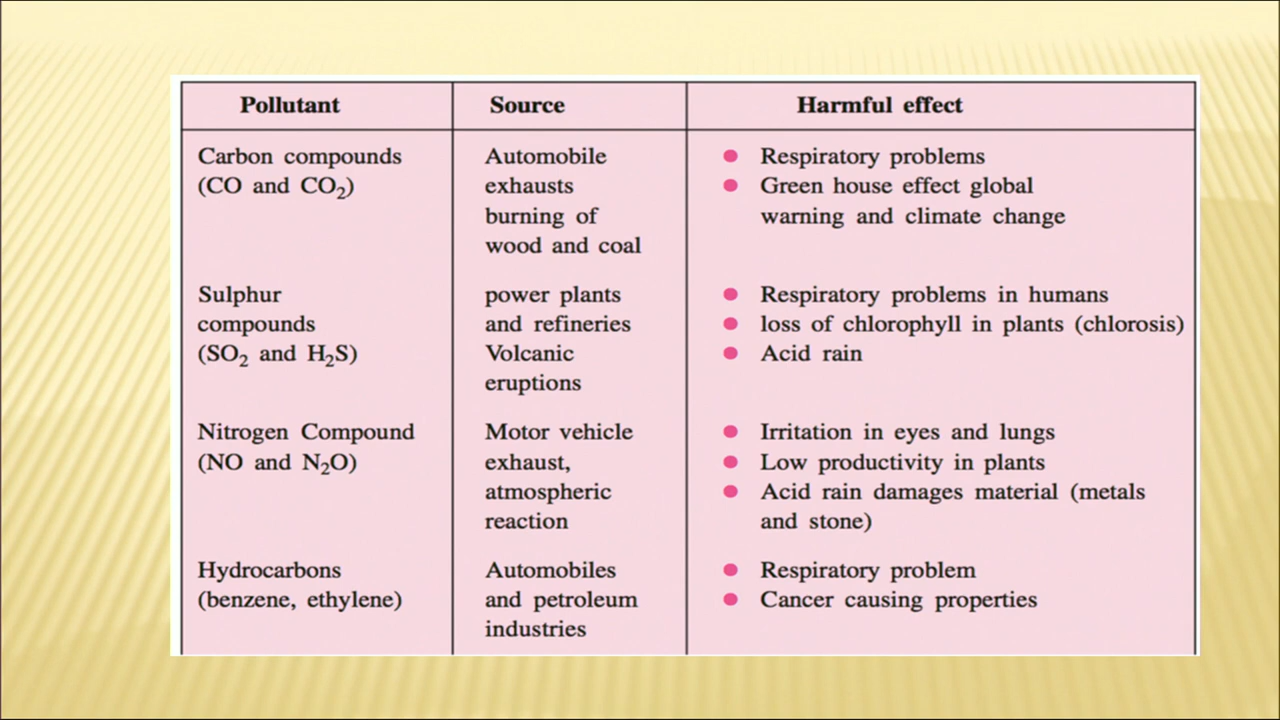 Pollutant Source Harmful effect
Carbon compounds Automobile ● Respiratory problems
(CO and CO₂) exhausts ● Green house effect global
burning of warning and climate change
wood and coal
Sulphur power plants ● Respiratory problems in humans
compounds and refineries ● loss of chlorophyll in plants (chlorosis)
(SO₂ and H₂S) Volcanic ● Acid rain
eruptions
Nitrogen Compound Motor vehicle ● Irritation in eyes and lungs
(NO and N₂O) exhaust, ● Low productivity in plants
atmospheric ● Acid rain damages material (metals
reaction and stone)
Hydrocarbons Automobiles ● Respiratory problem
(benzene, ethylene) and petroleum ● Cancer causing properties
industries